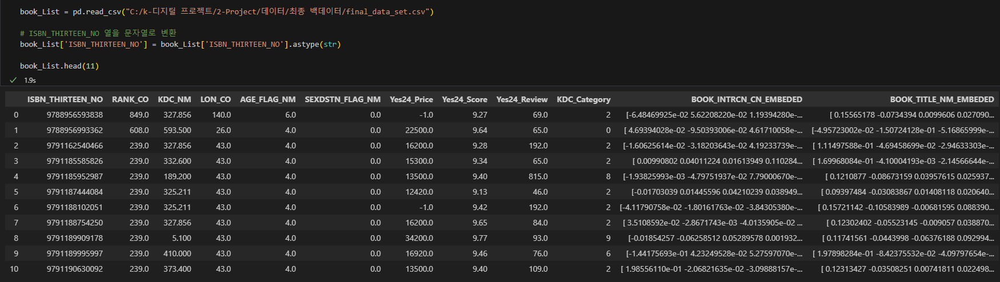 book_List = pd.read_csv("C:/k-디지털 프로젝트/2-Project/데이터/최종 백데이터/final_data_set.csv")
# ISBN_THIRTEEN_NO 열을 문자열로 변환
book_List['ISBN_THIRTEEN_NO'] = book_List['ISBN_THIRTEEN_NO'].astype(str)
book_List.head(11)
✓ 1.9s
ISBN_THIRTEEN_NO RANK_CO KDC_NM LON_CO AGE_FLAG_NM SEXDSTN_FLAG_NM Yes24_Price Yes24_Score Yes24_Review KDC_Category BOOK_INTRCN_CN_EMBEDED BOOK_TITLE_NM_EMBEDED
0 9788956593838 849.0 327.856 140.0 6.0 0.0 -1.0 9.27 69.0 2 [-6.48469925e-02 5.62208220e-02 1.19394280e-... [ 0.15565178 -0.0734394 0.0099606 0.027090...
1 9788956993362 608.0 593.500 26.0 4.0 0.0 22500.0 9.64 65.0 0 [ 4.69394028e-02 -9.50393006e-02 4.61710058e-... [-4.95723002e-02 -1.50724128e-01 -5.16865999e-...
2 9791162540466 239.0 327.856 43.0 4.0 0.0 16200.0 9.28 192.0 2 [-1.60625614e-02 -3.18203643e-02 4.19233739e-... [ 1.11497588e-01 -4.69458699e-02 -2.94633303e-...
3 9791185585826 239.0 332.600 43.0 4.0 0.0 15300.0 9.34 65.0 2 [ 0.00990802 0.04011224 0.01613949 0.110284... [ 1.69968084e-01 -4.10004193e-03 -2.14566644e-...
4 9791185952987 239.0 189.200 43.0 4.0 0.0 13500.0 9.40 815.0 8 [-1.93825993e-03 -4.79751937e-02 7.79000670e-... [ 0.1210877 -0.08673159 0.03957615 0.025937...
5 9791187444084 239.0 325.211 43.0 4.0 0.0 12420.0 9.13 46.0 2 [-0.01703039 0.01445596 0.04210239 0.038949... [ 0.09397484 -0.03083867 0.01408118 0.020640...
6 9791188102051 239.0 325.211 43.0 4.0 0.0 -1.0 9.42 192.0 2 [-4.11790758e-02 -1.80161763e-02 -3.84305380e-... [ 0.15721142 -0.10583989 -0.00681595 0.088390...
7 9791188754250 239.0 327.856 43.0 4.0 0.0 16200.0 9.65 84.0 2 [ 3.5108592e-02 -2.8671743e-03 -4.0135905e-02 ... [ 0.12302402 -0.05523145 -0.009057 0.038870...
8 9791189909178 239.0 5.100 43.0 4.0 0.0 34200.0 9.77 93.0 9 [-0.01854257 -0.06258512 0.05289578 0.001932... [ 0.11741561 -0.0443998 -0.06376188 0.092994...
9 9791189995997 239.0 410.000 43.0 4.0 0.0 16920.0 9.46 76.0 6 [-1.44175693e-01 4.23249528e-02 5.27597070e-... [ 1.97898284e-01 -8.42375532e-02 -4.09797654e-...
10 9791190630092 239.0 373.400 43.0 4.0 0.0 13500.0 9.40 109.0 2 [ 1.98556110e-01 -2.06821635e-02 -3.09888157e-... [ 0.12313427 -0.03508251 0.00741811 0.022498...